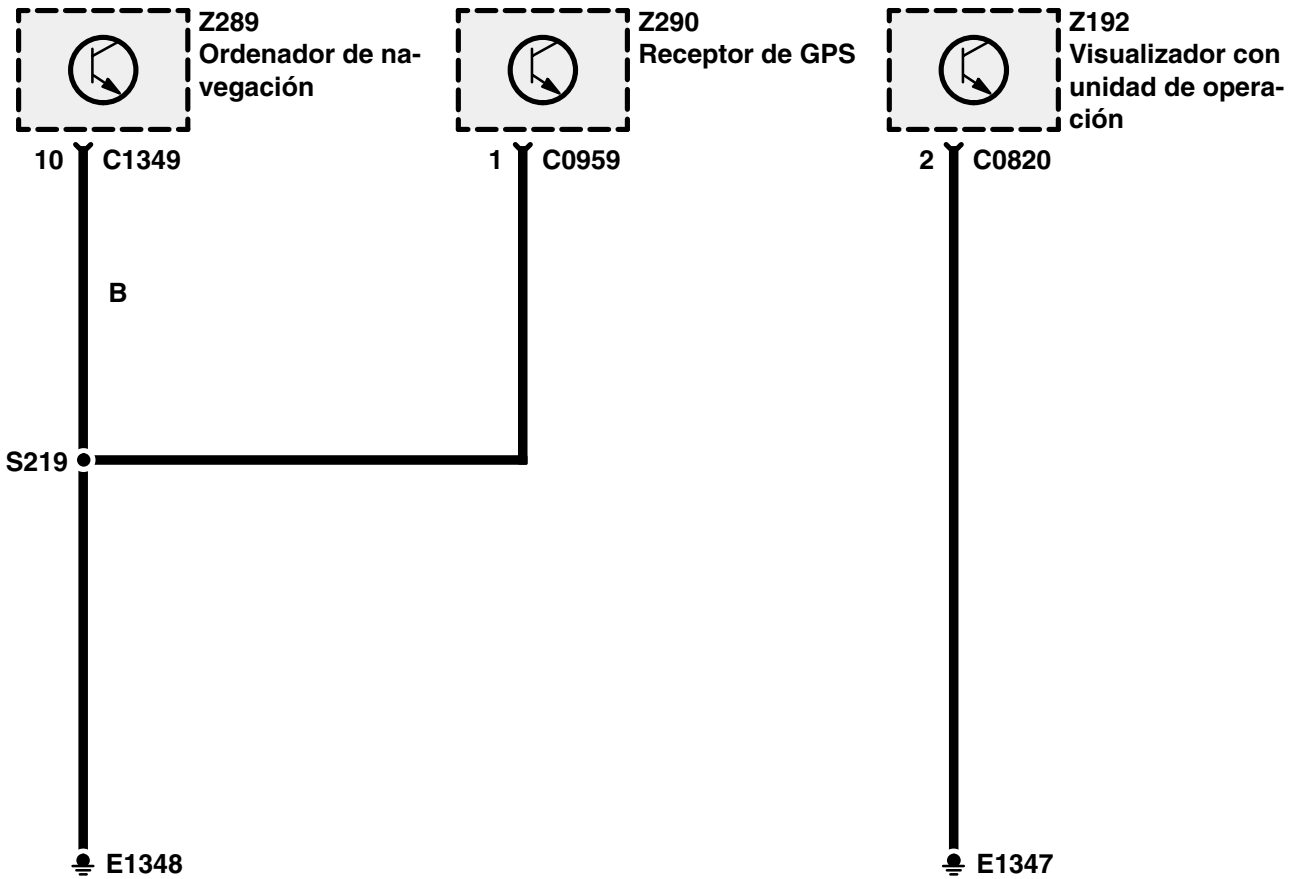 Z289
Ordenador de na-
vegación
10 C1349
Z290
Receptor de GPS
1 C0959
Z192
Visualizador con
unidad de opera-
ción
2 C0820
B
S219
E1348
E1347